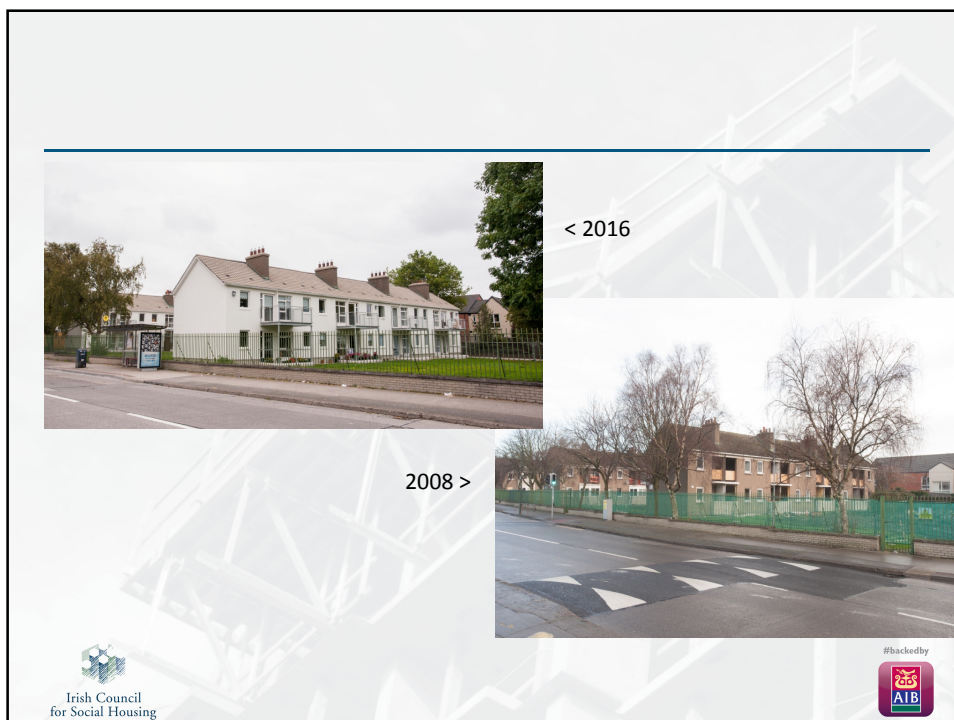 < 2016
2008 >
Irish Council
for Social Housing
#backedby
AIB